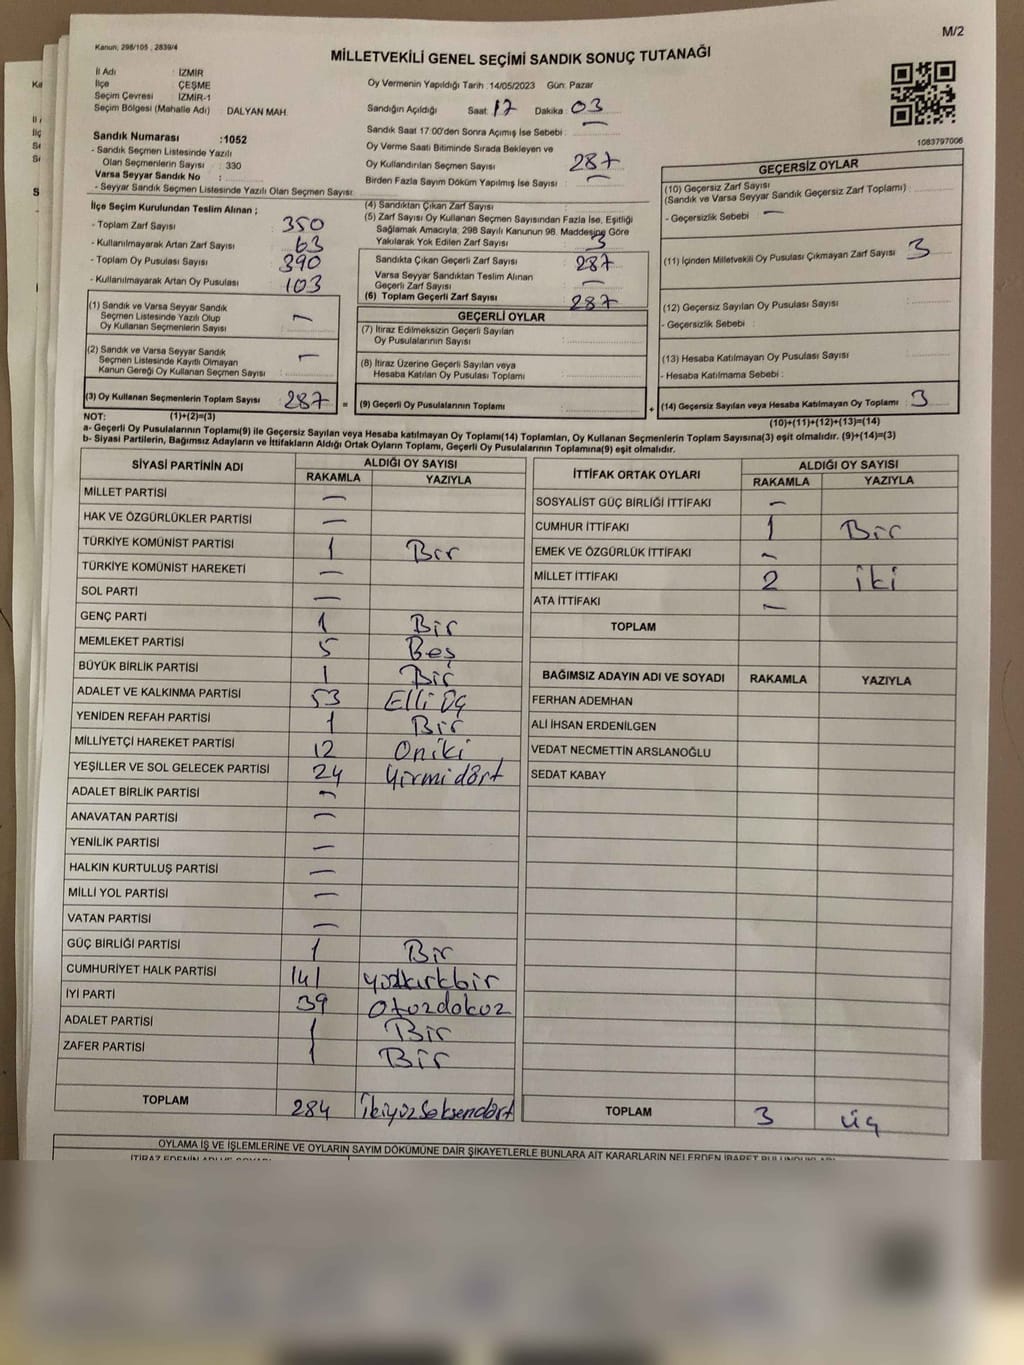 Kanun, 298/105 , 2839/4
M/2
MİLLETVEKİLİ GENEL SEÇİMİ SANDIK SONUÇ TUTANAĞI
İl Adı : İZMİR
İlçe : ÇEŞME
Seçim Çevresi : İZMİR-1
Seçim Bölgesi (Mahalle Adı) : DALYAN MAH.
Sandık Numarası :1052
- Sandık Seçmen Listesinde Yazılı
Olan Seçmenlerin Sayısı : 330
Varsa Seyyar Sandık No :
- Seyyar Sandık Seçmen Listesinde Yazılı Olan Seçmen Sayısı:
Oy Vermenin Yapıldığı Tarih :14/05/2023 Gün: Pazar
Sandığın Açıldığı Saat: 17 Dakika : 03
Sandık Saat 17:00'den Sonra Açımış İse Sebebi : —
Oy Verme Saati Bitiminde Sırada Bekleyen ve
Oy Kullandırılan Seçmen Sayısı : 287
Birden Fazla Sayım Döküm Yapılmış İse Sayısı : —
1083797006
İlçe Seçim Kurulundan Teslim Alınan ;
- Toplam Zarf Sayısı : 350
- Kullanılmayarak Artan Zarf Sayısı : 63
- Toplam Oy Pusulası Sayısı : 390
- Kullanılmayarak Artan Oy Pusulası : 103
(1) Sandık ve Varsa Seyyar Sandık
Seçmen Listesinde Yazılı Olup
Oy Kullanan Seçmenlerin Sayısı : —
(2) Sandık ve Varsa Seyyar Sandık
Seçmen Listesinde Kayıtlı Olmayan
Kanun Gereği Oy Kullanan Seçmen Sayısı : —
(3) Oy Kullanan Seçmenlerin Toplam Sayısı : 287 =
(4) Sandıktan Çıkan Zarf Sayısı :
(5) Zarf Sayısı Oy Kullanan Seçmen Sayısından Fazla İse, Eşitliği
Sağlamak Amacıyla; 298 Sayılı Kanunun 98. Maddesine Göre
Yakılarak Yok Edilen Zarf Sayısı : 3
Sandıkta Çıkan Geçerli Zarf Sayısı : 287
Varsa Seyyar Sandıktan Teslim Alınan
Geçerli Zarf Sayısı : —
(6) Toplam Geçerli Zarf Sayısı : 287
GEÇERLİ OYLAR
(7) İtiraz Edilmeksizin Geçerli Sayılan
Oy Pusulalarının Sayısı :
(8) İtiraz Üzerine Geçerli Sayılan veya
Hesaba Katılan Oy Pusulası Toplamı :
(9) Geçerli Oy Pusulalarının Toplamı : +
GEÇERSİZ OYLAR
(10) Geçersiz Zarf Sayısı
(Sandık ve Varsa Seyyar Sandık Geçersiz Zarf Toplamı) :
- Geçersizlik Sebebi : —
(11) İçinden Milletvekili Oy Pusulası Çıkmayan Zarf Sayısı : 3
(12) Geçersiz Sayılan Oy Pusulası Sayısı :
- Geçersizlik Sebebi :
(13) Hesaba Katılmayan Oy Pusulası Sayısı :
- Hesaba Katılmama Sebebi :
(14) Geçersiz Sayılan veya Hesaba Katılmayan Oy Toplamı : 3
NOT: (1)+(2)=(3)
(10)+(11)+(12)+(13)=(14)
a- Geçerli Oy Pusulalarının Toplamı(9) ile Geçersiz Sayılan veya Hesaba katılmayan Oy Toplamı(14) Toplamları, Oy Kullanan Seçmenlerin Toplam Sayısına(3) eşit olmalıdır. (9)+(14)=(3)
b- Siyasi Partilerin, Bağımsız Adayların ve İttifakların Aldığı Ortak Oyların Toplamı, Geçerli Oy Pusulalarının Toplamına(9) eşit olmalıdır.
SİYASİ PARTİNİN ADI
ALDIĞI OY SAYISI
RAKAMLA YAZIYLA
MİLLET PARTİSİ —
HAK VE ÖZGÜRLÜKLER PARTİSİ —
TÜRKİYE KOMÜNİST PARTİSİ 1 Bir
TÜRKİYE KOMÜNİST HAREKETİ —
SOL PARTİ —
GENÇ PARTİ 1 Bir
MEMLEKET PARTİSİ 5 Beş
BÜYÜK BİRLİK PARTİSİ 1 Bir
ADALET VE KALKINMA PARTİSİ 53 Elli Üç
YENİDEN REFAH PARTİSİ 1 Bir
MİLLİYETÇİ HAREKET PARTİSİ 12 Oniki
YEŞİLLER VE SOL GELECEK PARTİSİ 24 Yirmidört
ADALET BİRLİK PARTİSİ —
ANAVATAN PARTİSİ —
YENİLİK PARTİSİ —
HALKIN KURTULUŞ PARTİSİ —
MİLLİ YOL PARTİSİ —
VATAN PARTİSİ —
GÜÇ BİRLİĞİ PARTİSİ 1 Bir
CUMHURİYET HALK PARTİSİ 141 yüzkırkbir
İYİ PARTİ 39 Otuzdokuz
ADALET PARTİSİ 1 Bir
ZAFER PARTİSİ 1 Bir
TOPLAM 284 İkiyüzSeksendört
İTTİFAK ORTAK OYLARI
ALDIĞI OY SAYISI
RAKAMLA YAZIYLA
SOSYALİST GÜÇ BİRLİĞİ İTTİFAKI —
CUMHUR İTTİFAKI 1 Bir
EMEK VE ÖZGÜRLÜK İTTİFAKI —
MİLLET İTTİFAKI 2 iki
ATA İTTİFAKI —
TOPLAM
BAĞIMSIZ ADAYIN ADI VE SOYADI RAKAMLA YAZIYLA
FERHAN ADEMHAN
ALİ İHSAN ERDENİLGEN
VEDAT NECMETTİN ARSLANOĞLU
SEDAT KABAY
TOPLAM 3 üç
OYLAMA İŞ VE İŞLEMLERİNE VE OYLARIN SAYIM DÖKÜMÜNE DAİR ŞİKAYETLERLE BUNLARA AİT KARARLARIN NELERDEN İBARET BULUNDUKLARI